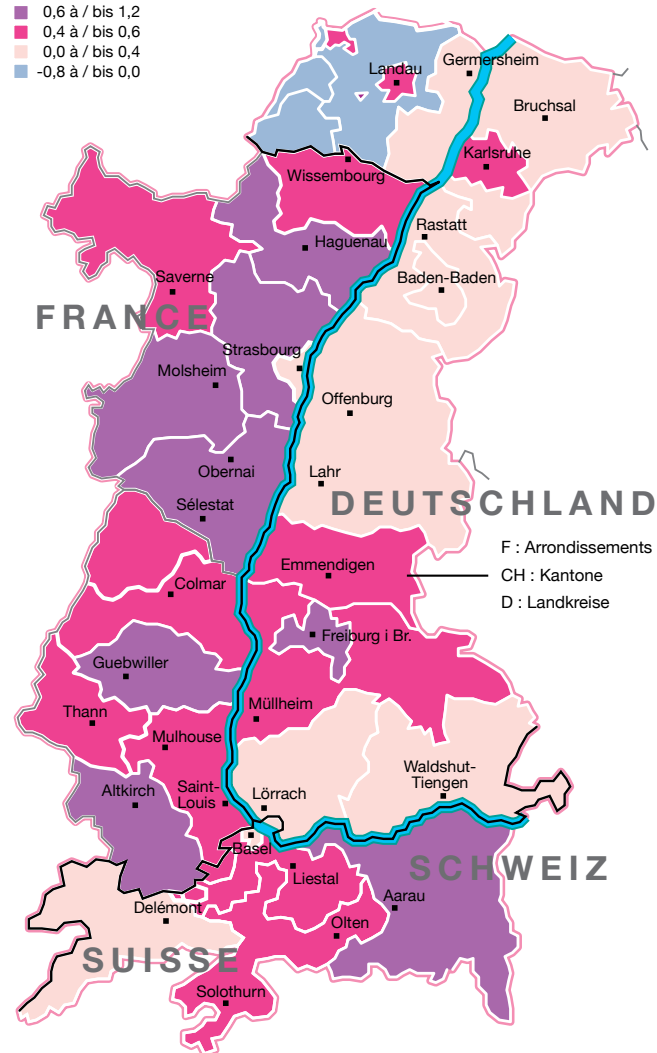 0,6 à / bis 1,2
0,4 à / bis 0,6
0,0 à / bis 0,4
-0,8 à / bis 0,0
Germersheim
Landau
Bruchsal
Karlsruhe
Wissembourg
Rastatt
Haguenau
Baden-Baden
Saverne
FRANCE
Strasbourg
Molsheim
Offenburg
Obernai
Lahr
DEUTSCHLAND
Sélestat
F : Arrondissements
Emmendigen
CH : Kantone
Colmar
D : Landkreise
Freiburg i Br.
Guebwiller
Thann
Müllheim
Mulhouse
Waldshut-
Tiengen
Altkirch
Saint-
Louis
Lörrach
Basel
SCHWEIZ
Liestal
Aarau
Delémont
Olten
SUISSE
Solothurn